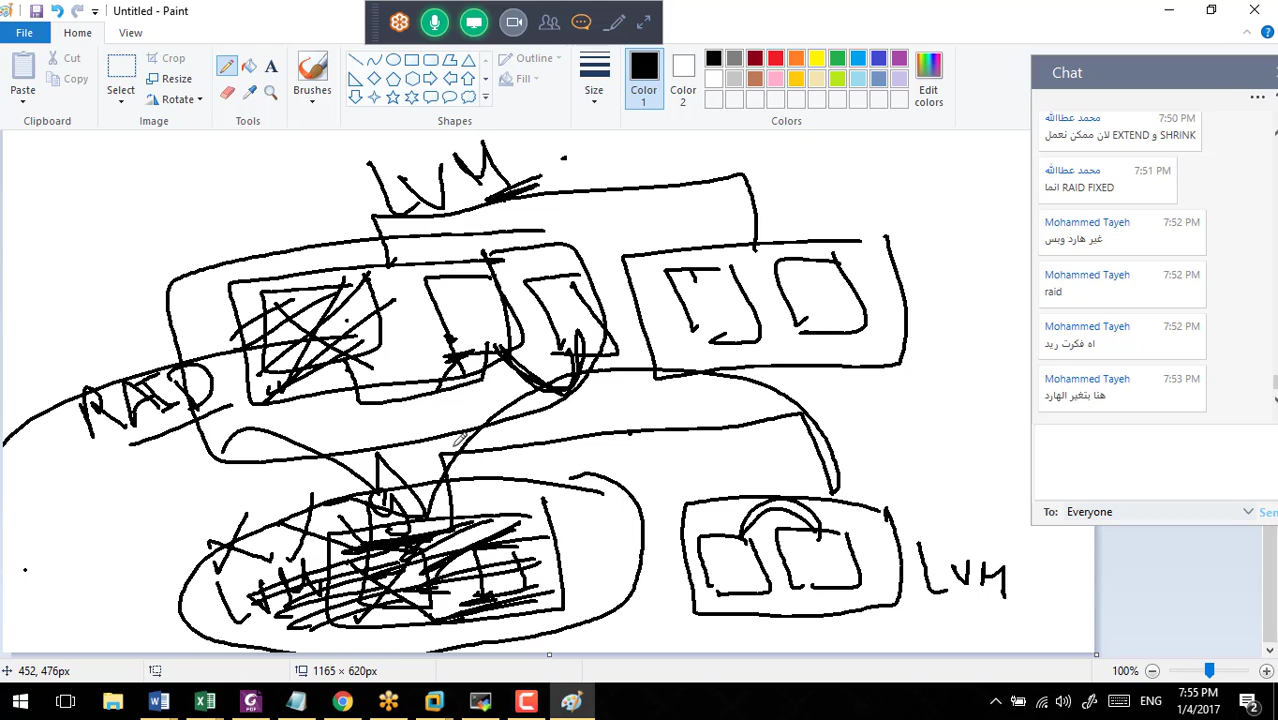 Untitled - Paint
File
Home
View
Paste
Cut
Copy
Clipboard
Select
Crop
Resize
Rotate
Image
Tools
Brushes
Outline
Fill
Shapes
Size
Color 1
Color 2
Edit colors
Colors
LVM
RAID
LVM
LVM
Chat
محمد عطاالله 7:50 PM
لان ممكن نعمل EXTEND و SHRINK
محمد عطاالله 7:51 PM
انما RAID FIXED
Mohammed Tayeh 7:52 PM
غير هارد وبس
Mohammed Tayeh 7:52 PM
raid
Mohammed Tayeh 7:52 PM
اه فكرت ريد
Mohammed Tayeh 7:53 PM
هنا بتغير الهارد
To: Everyone
Sen
452, 476px
1165 × 620px
100%
ENG
7:55 PM
1/4/2017
2